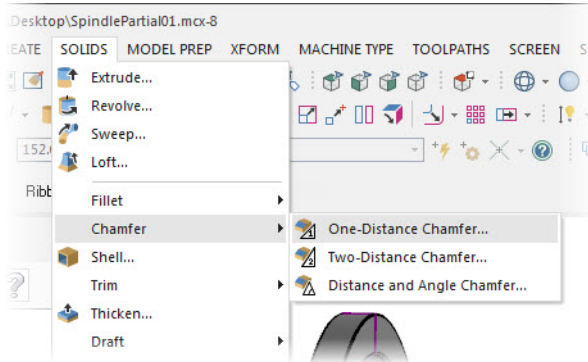 Desktop\SpindlePartial01.mcx-8
EATE SOLIDS MODEL PREP XFORM MACHINE TYPE TOOLPATHS SCREEN S
Extrude...
Revolve...
Sweep...
152.
Loft...
Ribb
Fillet
Chamfer
One-Distance Chamfer...
Shell...
Two-Distance Chamfer...
Trim
Distance and Angle Chamfer...
Thicken...
Draft